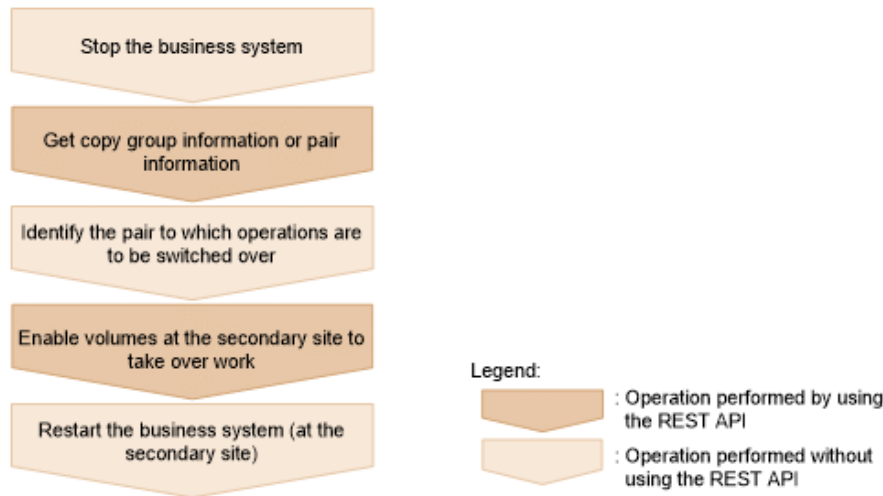 Stop the business system
Get copy group information or pair
information
Identify the pair to which operations are
to be switched over
Enable volumes at the secondary site to
take over work
Restart the business system (at the
secondary site)
Legend:
: Operation performed by using
the REST API
: Operation performed without
using the REST API